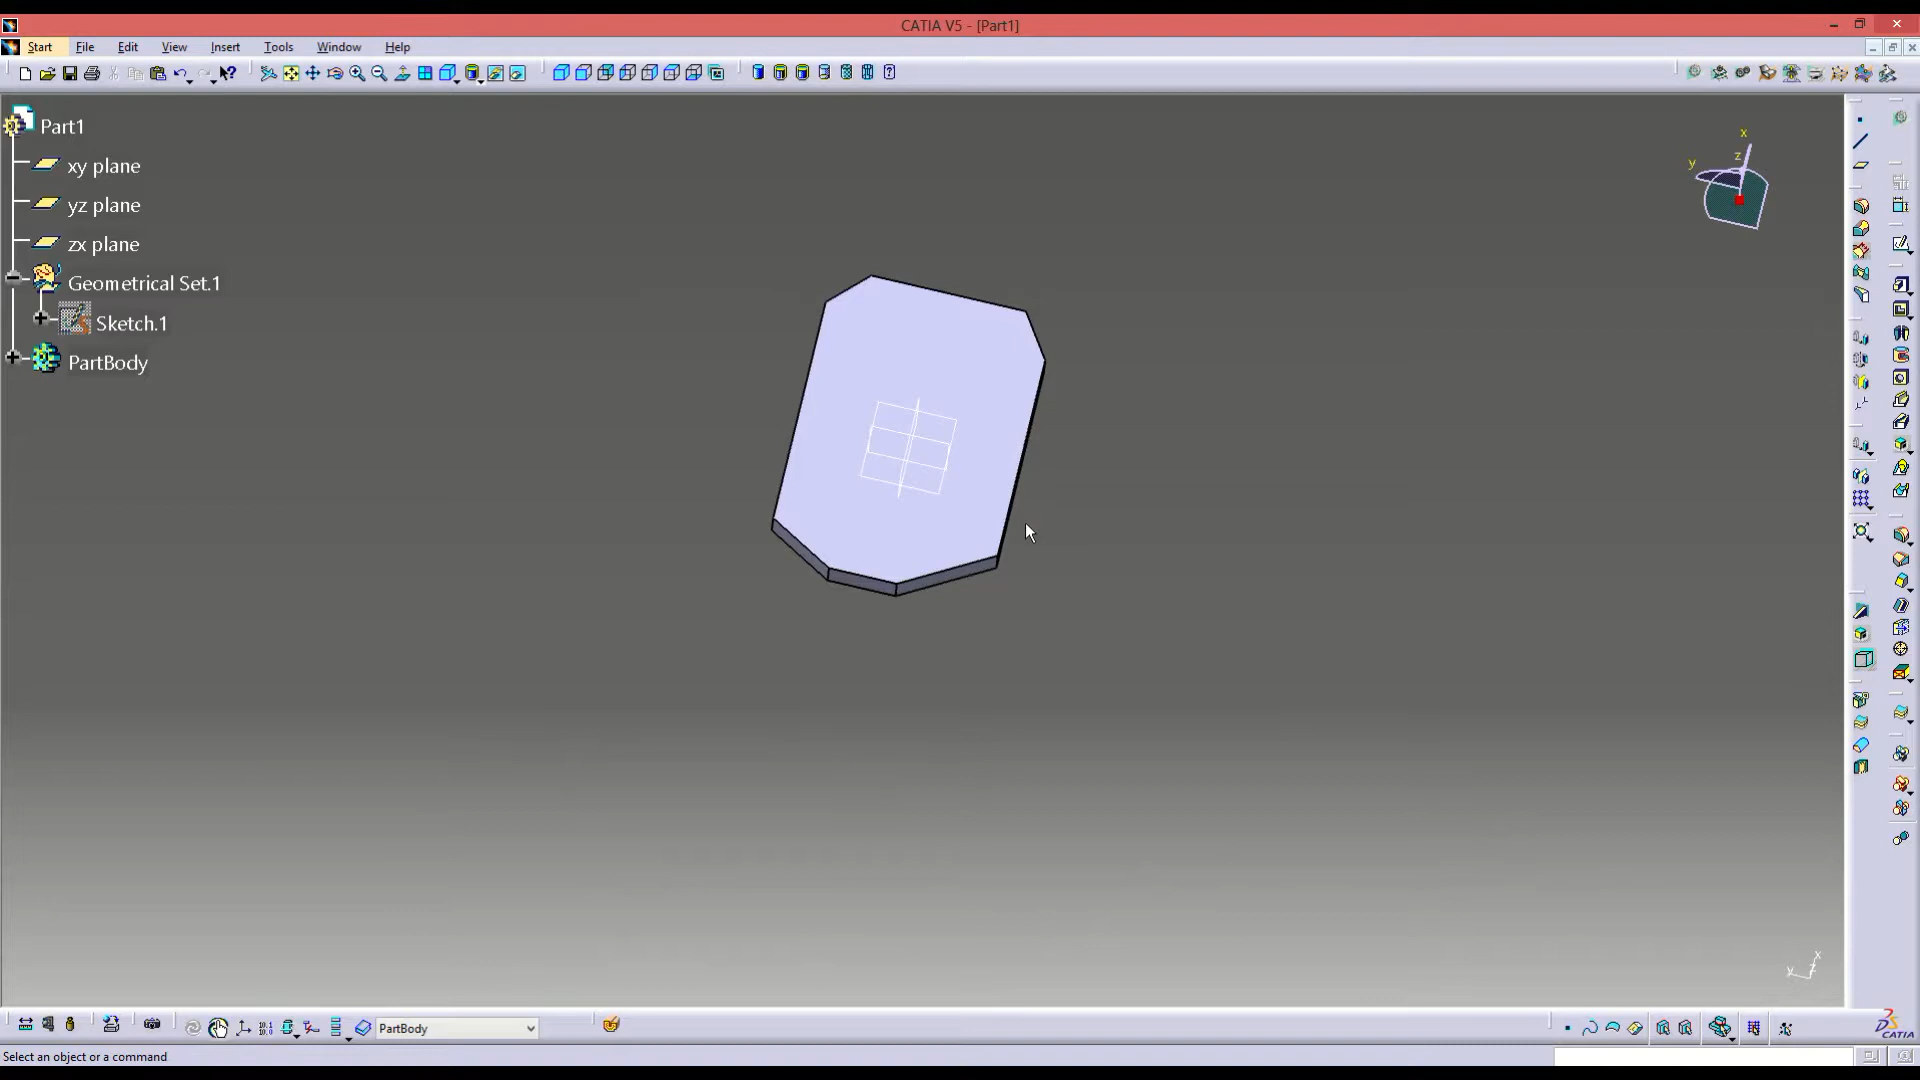 CATIA V5 - [Part1]
Start File Edit View Insert Tools Window Help
Part1
xy plane
yz plane
zx plane
Geometrical Set.1
Sketch.1
PartBody
x
y
z
x
y
z
PartBody
CATIA
Select an object or a command